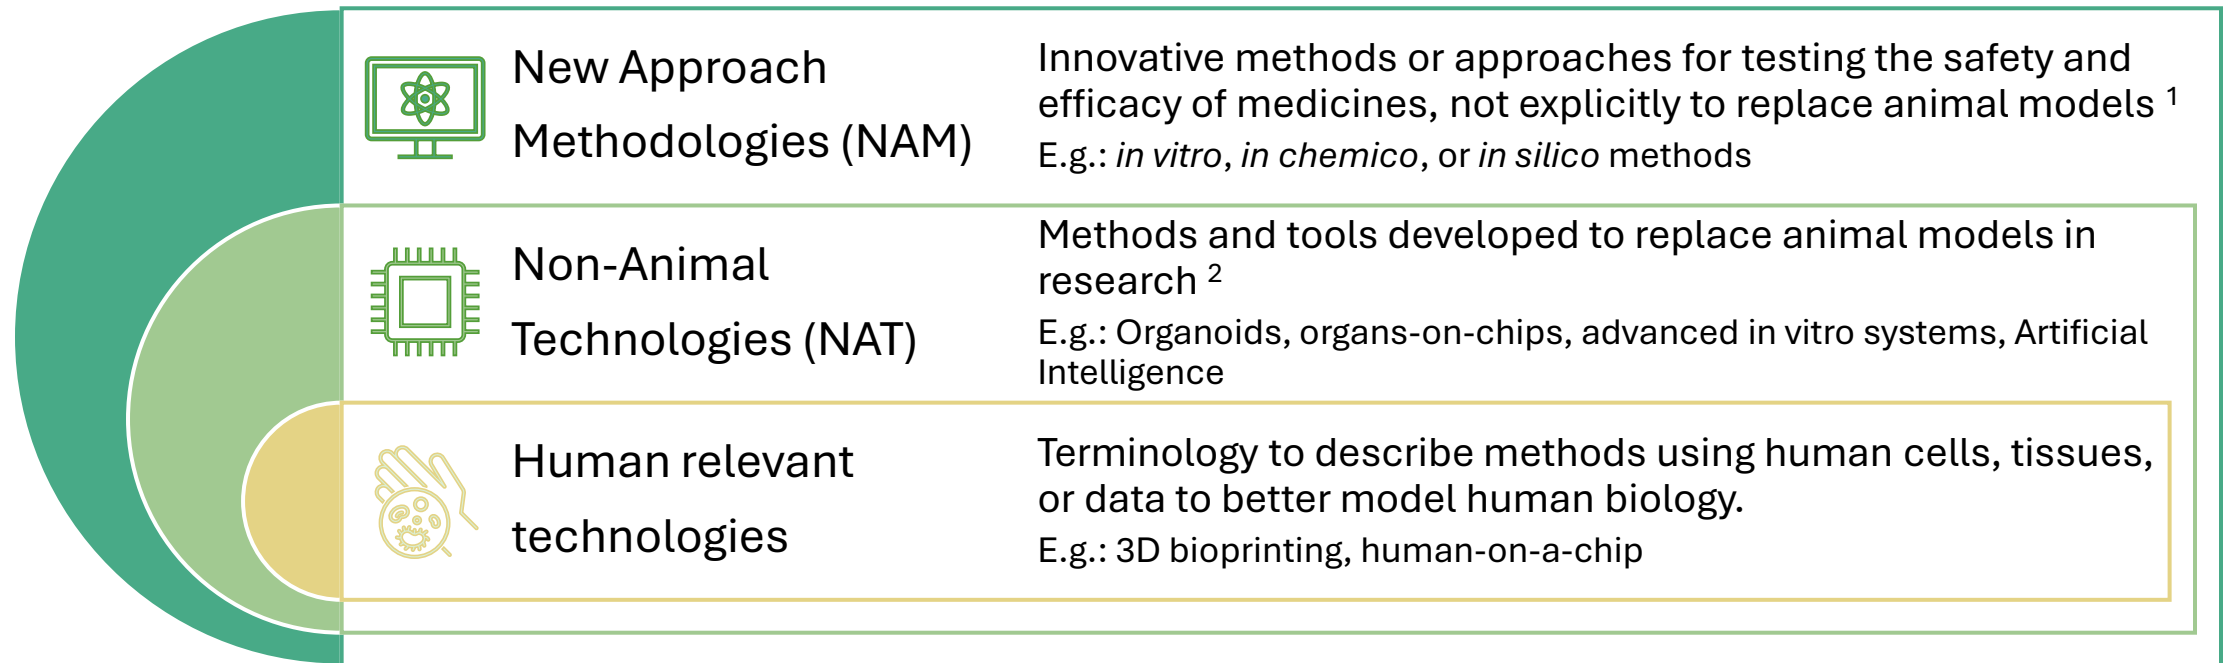 New Approach
Methodologies (NAM)
Innovative methods or approaches for testing the safety and
efficacy of medicines, not explicitly to replace animal models ¹
E.g.: in vitro, in chemico, or in silico methods
Non-Animal
Technologies (NAT)
Methods and tools developed to replace animal models in
research ²
E.g.: Organoids, organs-on-chips, advanced in vitro systems, Artificial
Intelligence
Human relevant
technologies
Terminology to describe methods using human cells, tissues,
or data to better model human biology.
E.g.: 3D bioprinting, human-on-a-chip